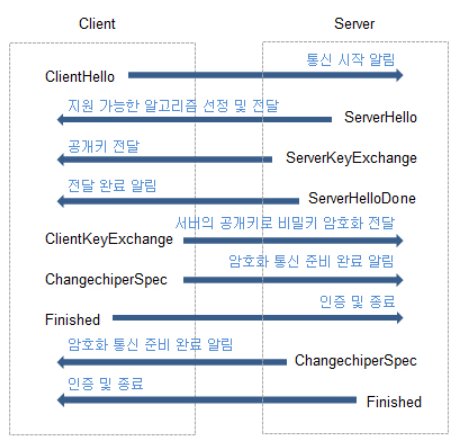 Client
Server
통신 시작 알림
ClientHello
지원 가능한 알고리즘 선정 및 전달
ServerHello
공개키 전달
ServerKeyExchange
전달 완료 알림
ServerHelloDone
서버의 공개키로 비밀키 암호화 전달
ClientKeyExchange
암호화 통신 준비 완료 알림
ChangechiperSpec
인증 및 종료
Finished
암호화 통신 준비 완료 알림
ChangechiperSpec
인증 및 종료
Finished